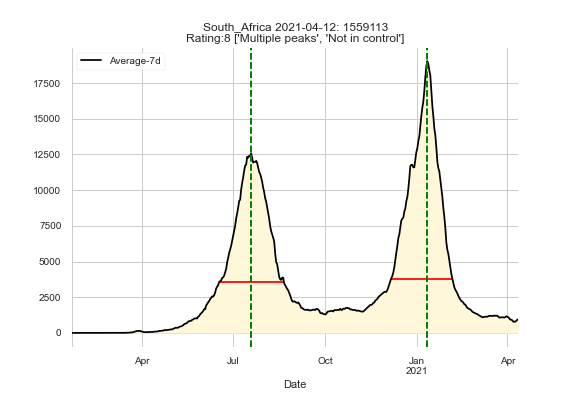 South_Africa 2021-04-12: 1559113
Rating:8 ['Multiple peaks', 'Not in control']
Average-7d
17500
15000
12500
10000
7500
5000
2500
0
Apr Jul Oct Jan Apr
2021
Date